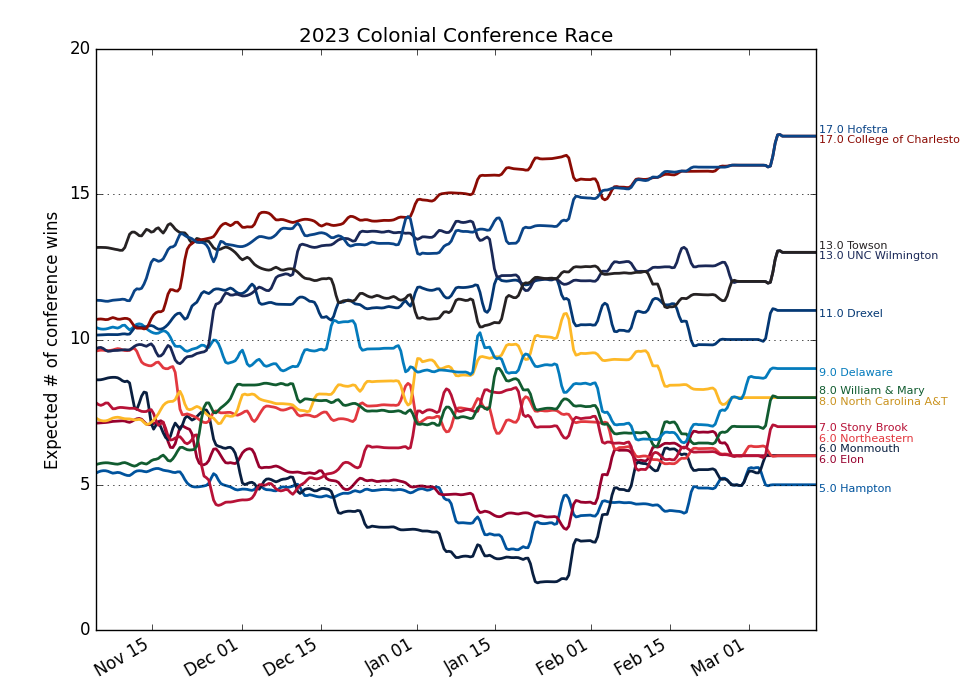 2023 Colonial Conference Race
Expected # of conference wins
20
15
10
5
0
17.0 Hofstra
17.0 College of Charlesto
13.0 Towson
13.0 UNC Wilmington
11.0 Drexel
9.0 Delaware
8.0 William & Mary
8.0 North Carolina A&T
7.0 Stony Brook
6.0 Northeastern
6.0 Monmouth
6.0 Elon
5.0 Hampton
Nov 15
Dec 01
Dec 15
Jan 01
Jan 15
Feb 01
Feb 15
Mar 01